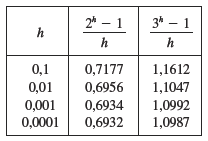 h 2^h − 1 / h 3^h − 1 / h
0,1 0,7177 1,1612
0,01 0,6956 1,1047
0,001 0,6934 1,0992
0,0001 0,6932 1,0987